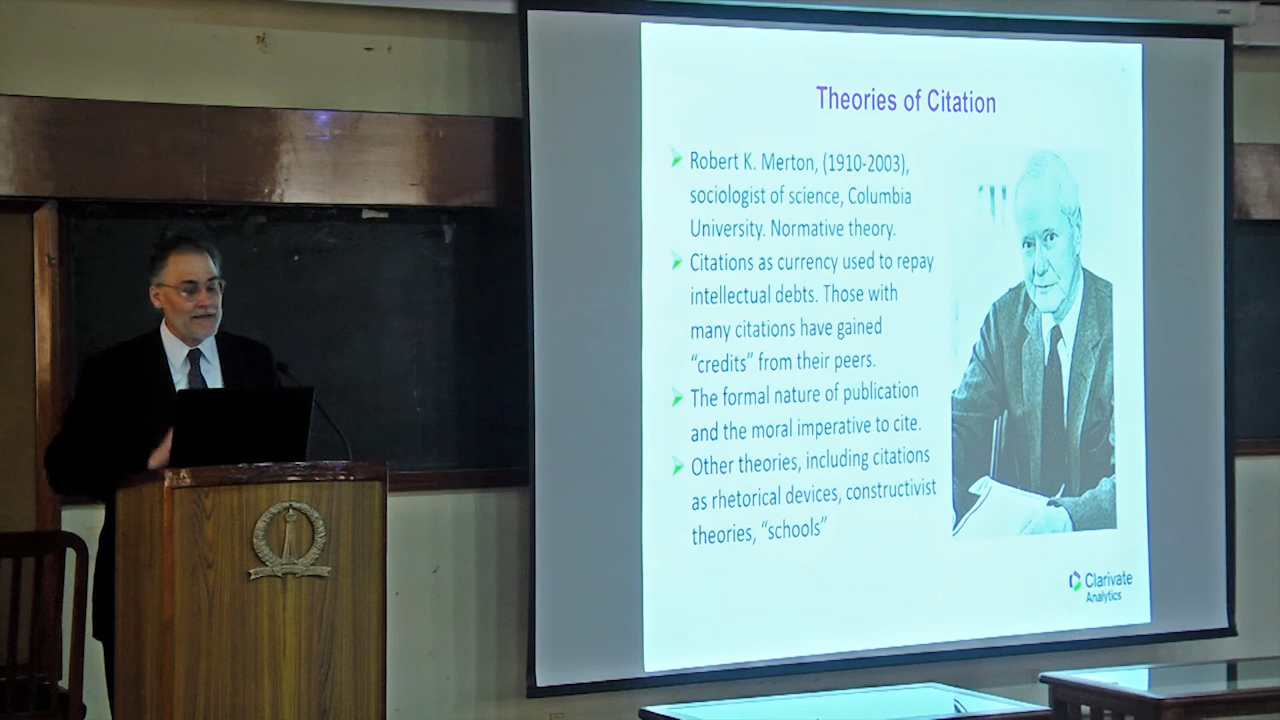 Theories of Citation
Robert K. Merton, (1910-2003),
sociologist of science, Columbia
University. Normative theory.
Citations as currency used to repay
intellectual debts. Those with
many citations have gained
“credits” from their peers.
The formal nature of publication
and the moral imperative to cite.
Other theories, including citations
as rhetorical devices, constructivist
theories, “schools”
Clarivate
Analytics